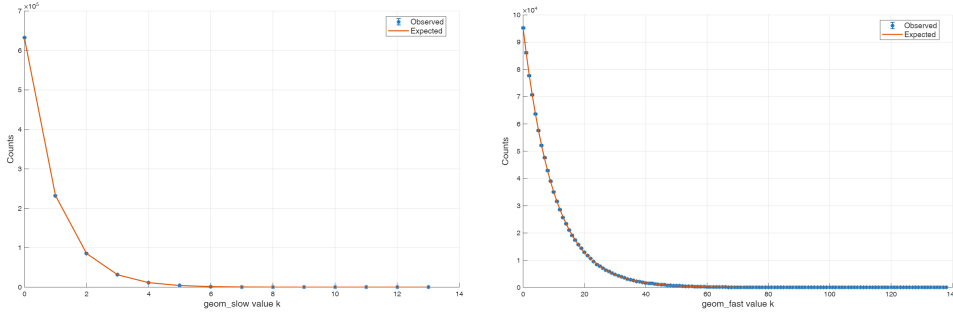 ×10⁵
7
6
5
4
3
2
1
0
Counts
Observed
Expected
0 2 4 6 8 10 12 14
geom_slow value k
×10⁴
10
9
8
7
6
5
4
3
2
1
0
Counts
Observed
Expected
0 20 40 60 80 100 120 140
geom_fast value k